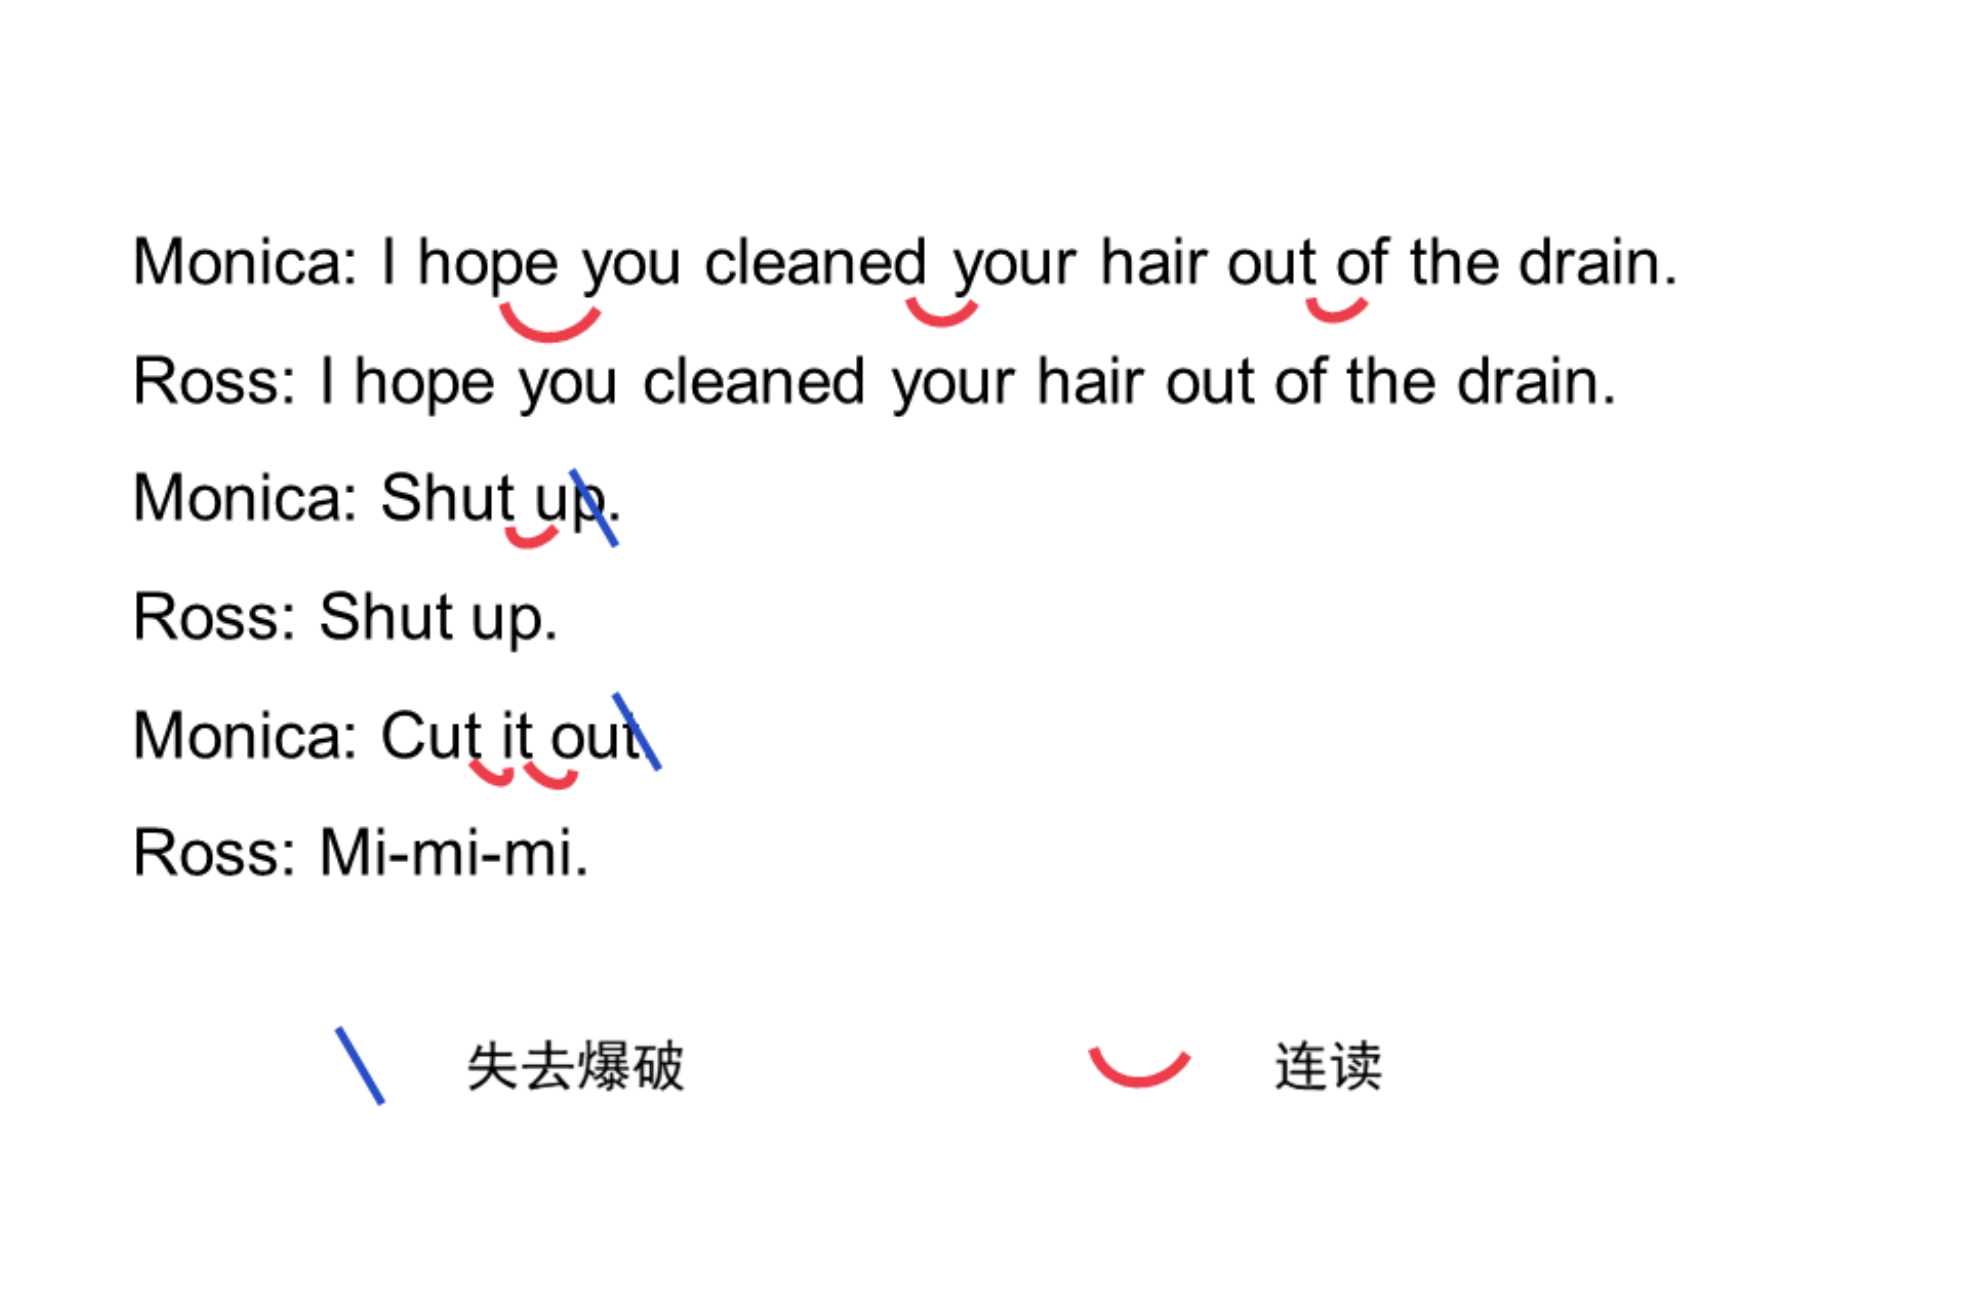 Monica: I hope you cleaned your hair out of the drain.
Ross: I hope you cleaned your hair out of the drain.
Monica: Shut up.
Ross: Shut up.
Monica: Cut it out.
Ross: Mi-mi-mi.
失去爆破 连读